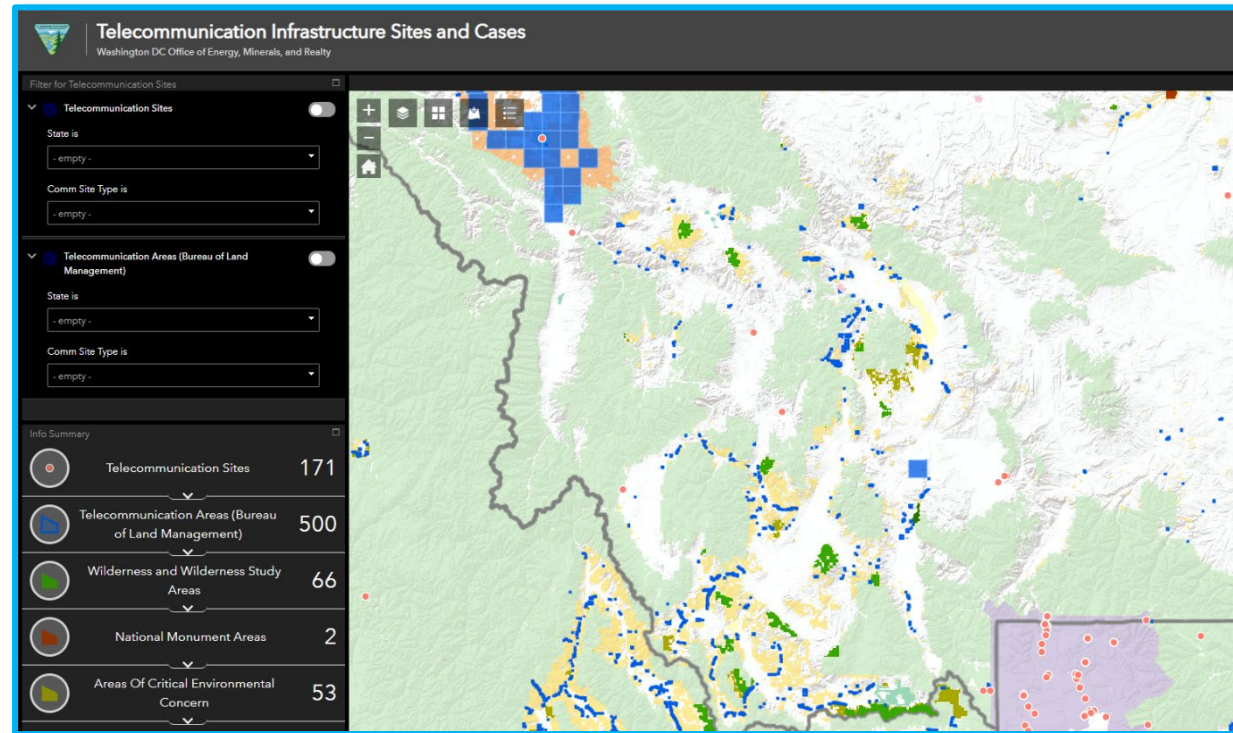 Telecommunication Infrastructure Sites and Cases
Washington DC Office of Energy, Minerals, and Realty
Filter for Telecommunication Sites
Telecommunication Sites
State is
- empty -
Comm Site Type is
- empty -
Telecommunication Areas (Bureau of Land
Management)
State is
- empty -
Comm Site Type is
- empty -
Info Summary
Telecommunication Sites 171
Telecommunication Areas (Bureau
of Land Management) 500
Wilderness and Wilderness Study
Areas 66
National Monument Areas 2
Areas Of Critical Environmental
Concern 53